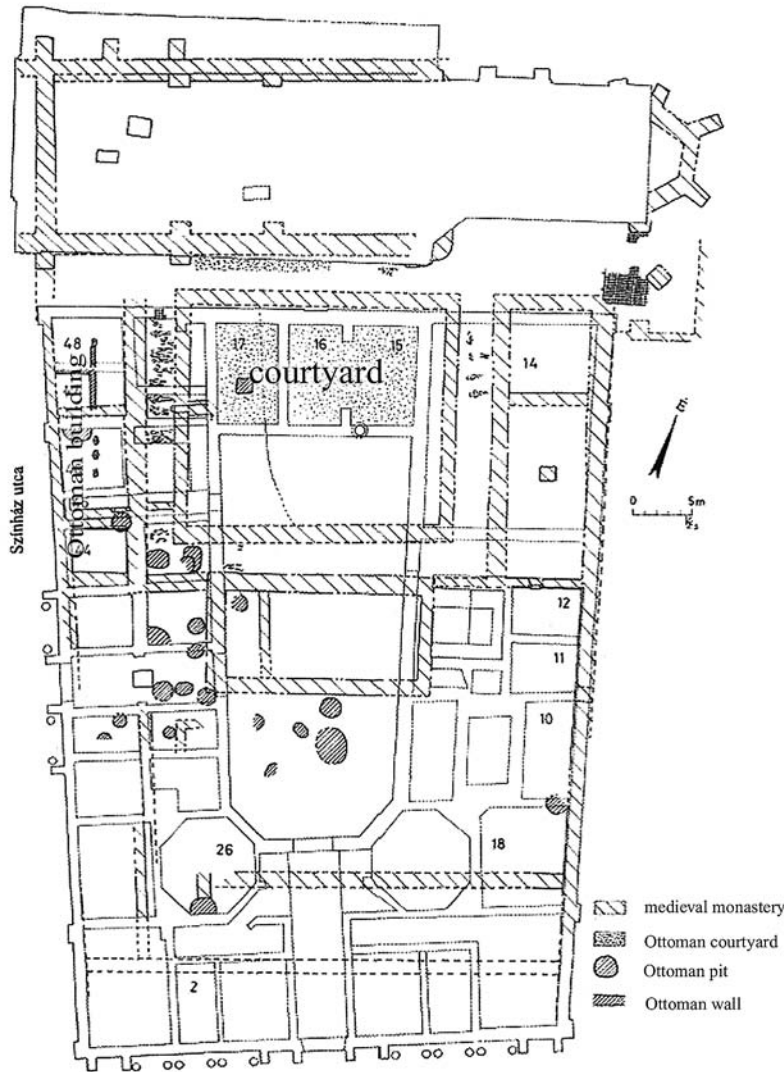 48
17
16
15
courtyard
14
Ottoman building
Színház utca
É.
0 5m
12
11
10
18
26
2
medieval monastery
Ottoman courtyard
Ottoman pit
Ottoman wall